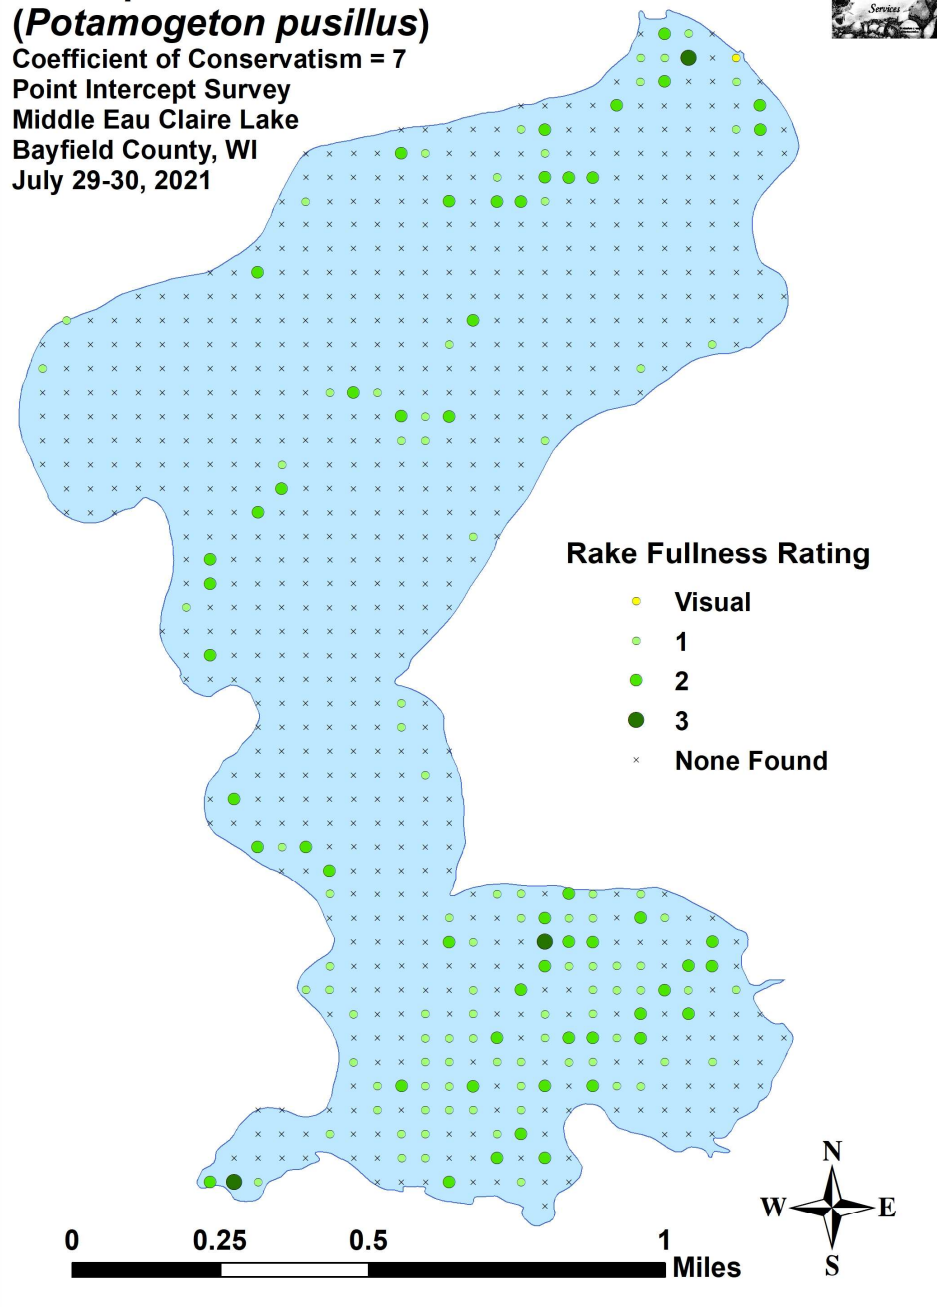 (Potamogeton pusillus)
Coefficient of Conservatism = 7
Point Intercept Survey
Middle Eau Claire Lake
Bayfield County, WI
July 29-30, 2021
Services
Rake Fullness Rating
Visual
1
2
3
None Found
N
W E
S
0 0.25 0.5 1
Miles